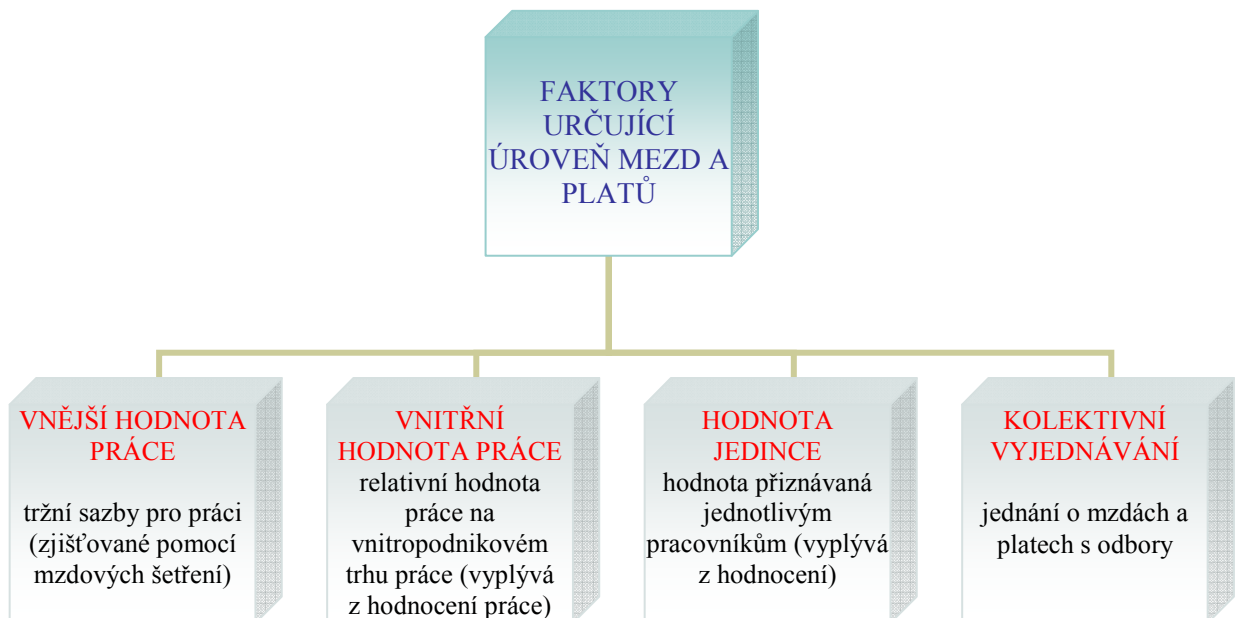 FAKTORY
URČUJÍCÍ
ÚROVEŇ MEZD A
PLATŮ
VNĚJŠÍ HODNOTA
PRÁCE
tržní sazby pro práci
(zjišťované pomocí
mzdových šetření)
VNITŘNÍ
HODNOTA PRÁCE
relativní hodnota
práce na
vnitropodnikovém
trhu práce (vyplývá
z hodnocení práce)
HODNOTA
JEDINCE
hodnota přiznávaná
jednotlivým
pracovníkům (vyplývá
z hodnocení)
KOLEKTIVNÍ
VYJEDNÁVÁNÍ
jednání o mzdách a
platech s odbory